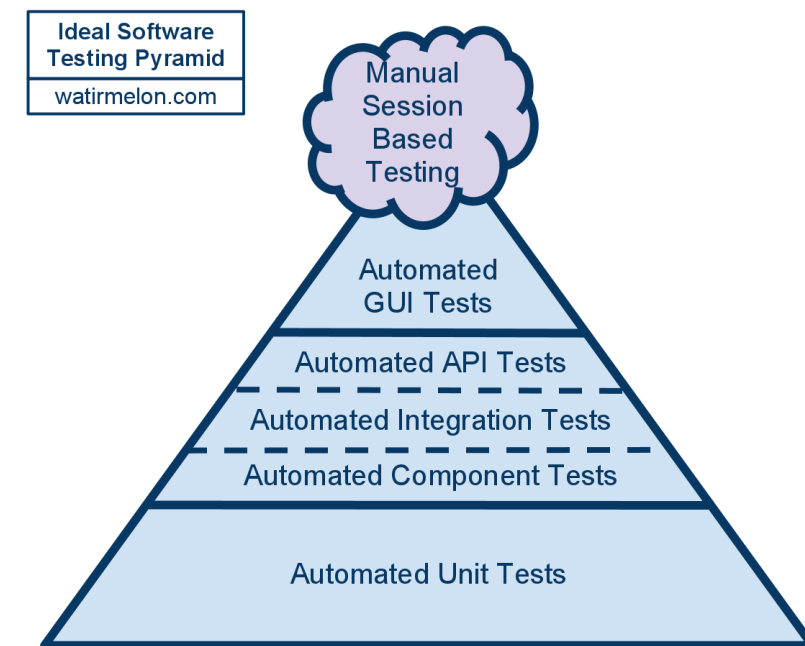 Ideal Software
Testing Pyramid
watirmelon.com
Manual
Session
Based
Testing
Automated
GUI Tests
Automated API Tests
Automated Integration Tests
Automated Component Tests
Automated Unit Tests